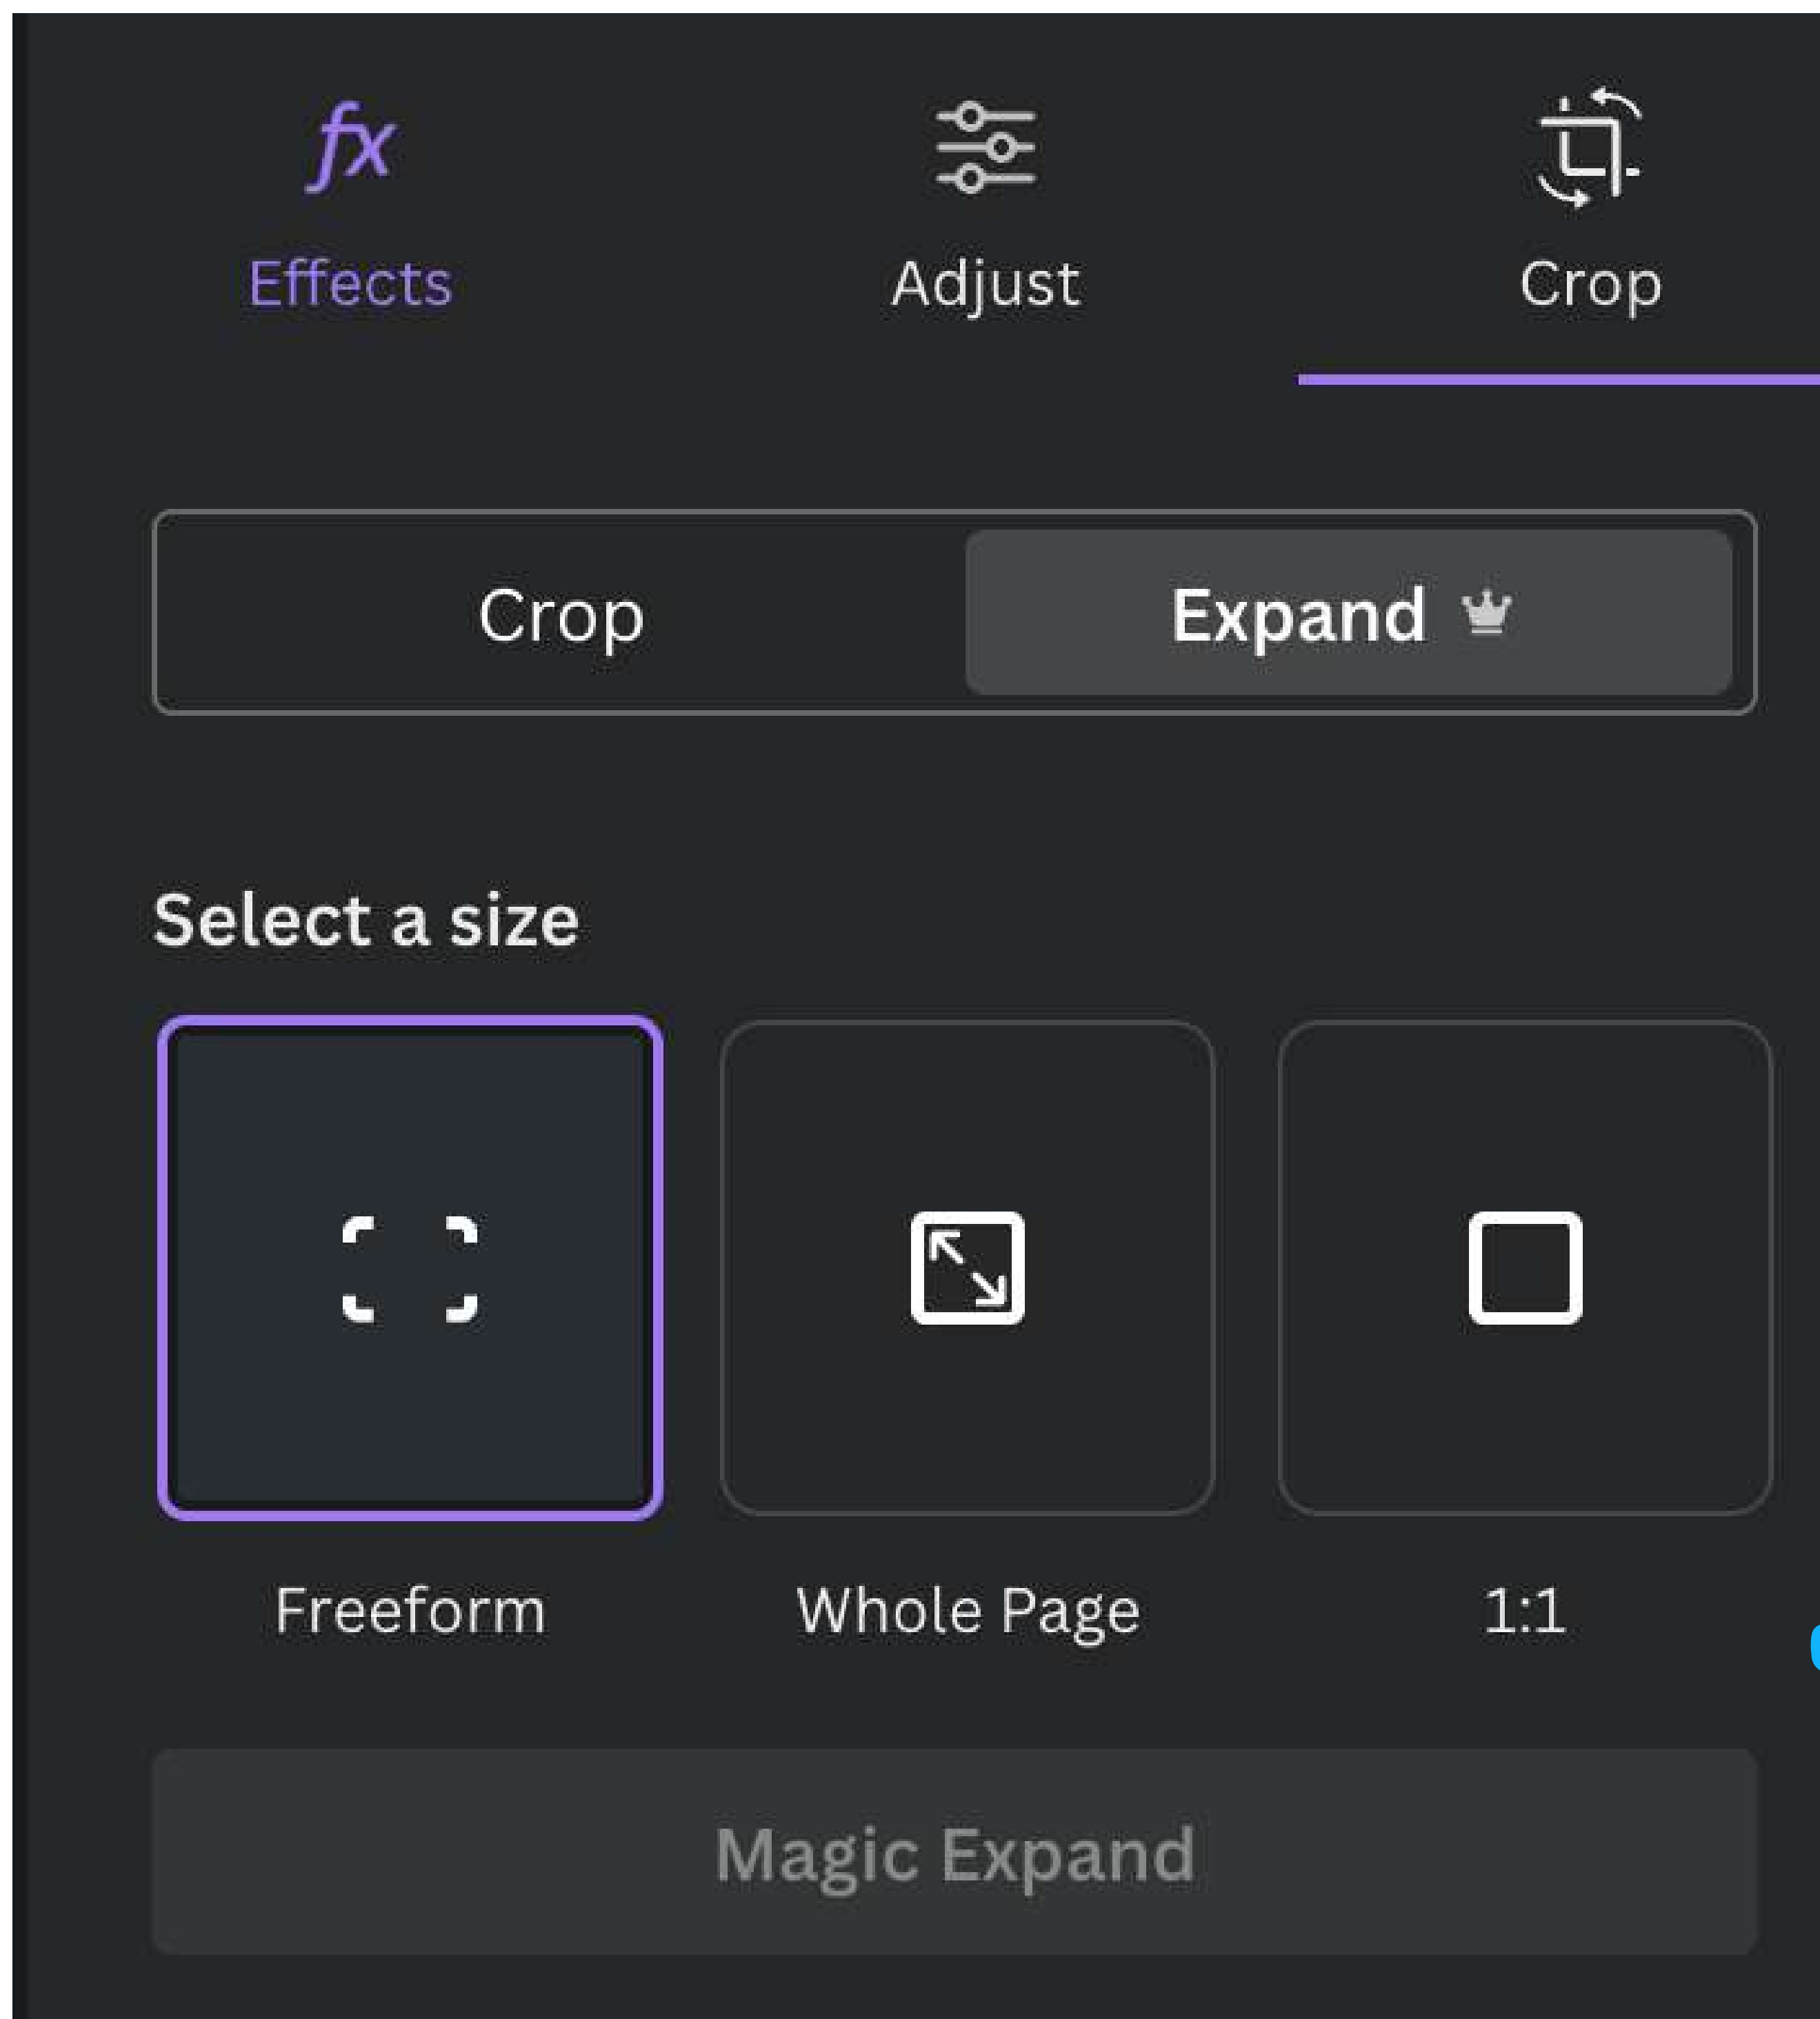 fx
Effects
Adjust
Crop
Crop
Expand
Select a size
Freeform
Whole Page
1:1
Magic Expand